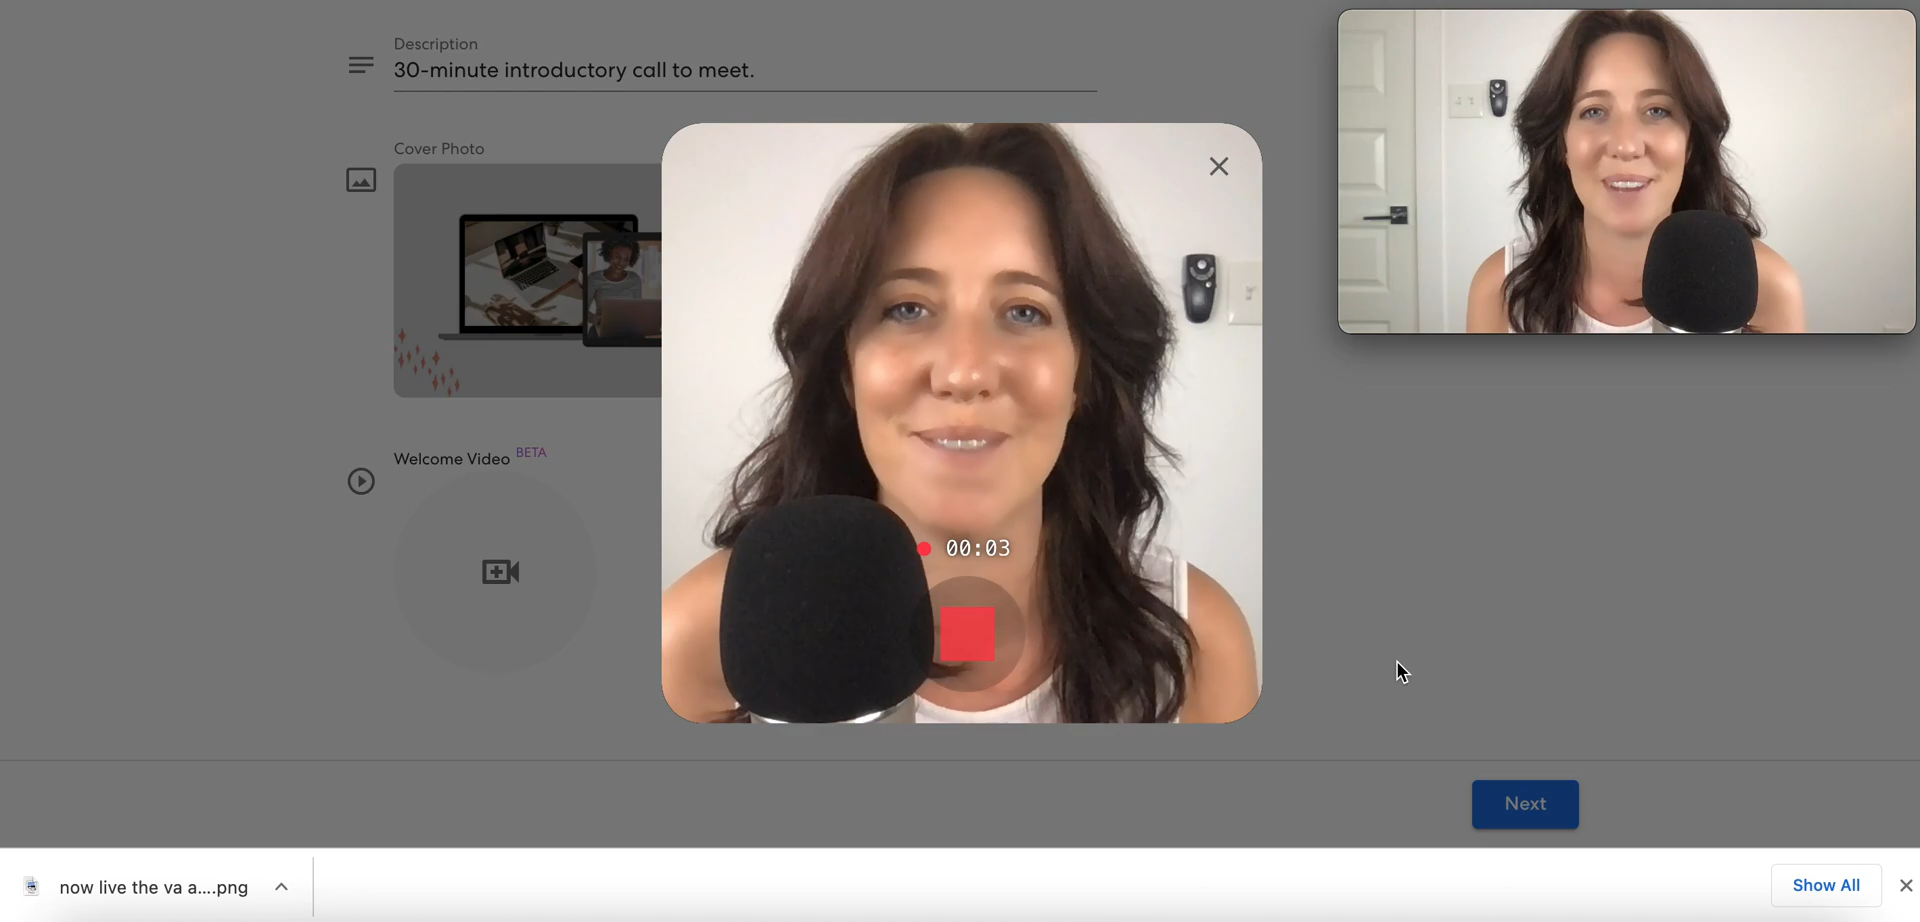 Description
30-minute introductory call to meet.
Cover Photo
Welcome Video BETA
00:03
Next
now live the va a....png
Show All